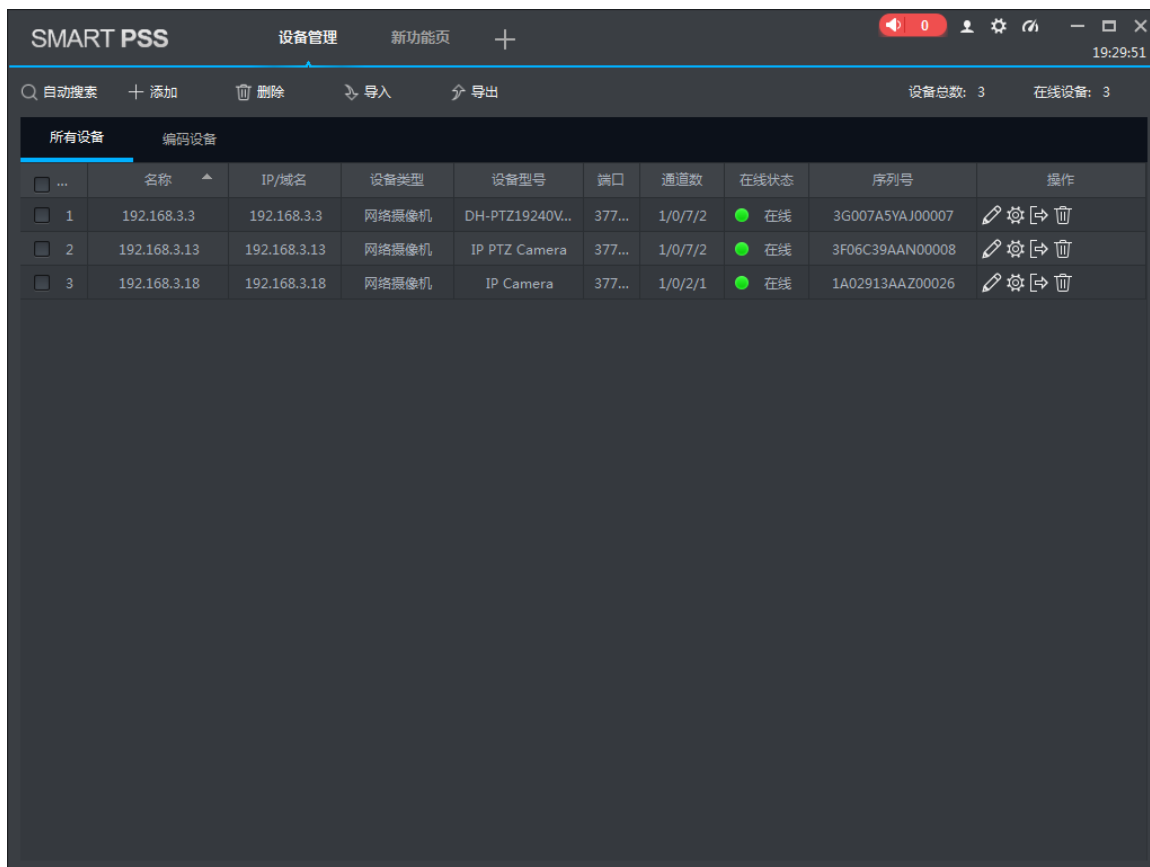 SMART PSS 设备管理 新功能页 0
19:29:51
自动搜索 添加 删除 导入 导出 设备总数: 3 在线设备: 3
所有设备 编码设备
... 名称 IP/域名 设备类型 设备型号 端口 通道数 在线状态 序列号 操作
1 192.168.3.3 192.168.3.3 网络摄像机 DH-PTZ19240V... 377... 1/0/7/2 在线 3G007A5YAJ00007
2 192.168.3.13 192.168.3.13 网络摄像机 IP PTZ Camera 377... 1/0/7/2 在线 3F06C39AAN00008
3 192.168.3.18 192.168.3.18 网络摄像机 IP Camera 377... 1/0/2/1 在线 1A02913AAZ00026